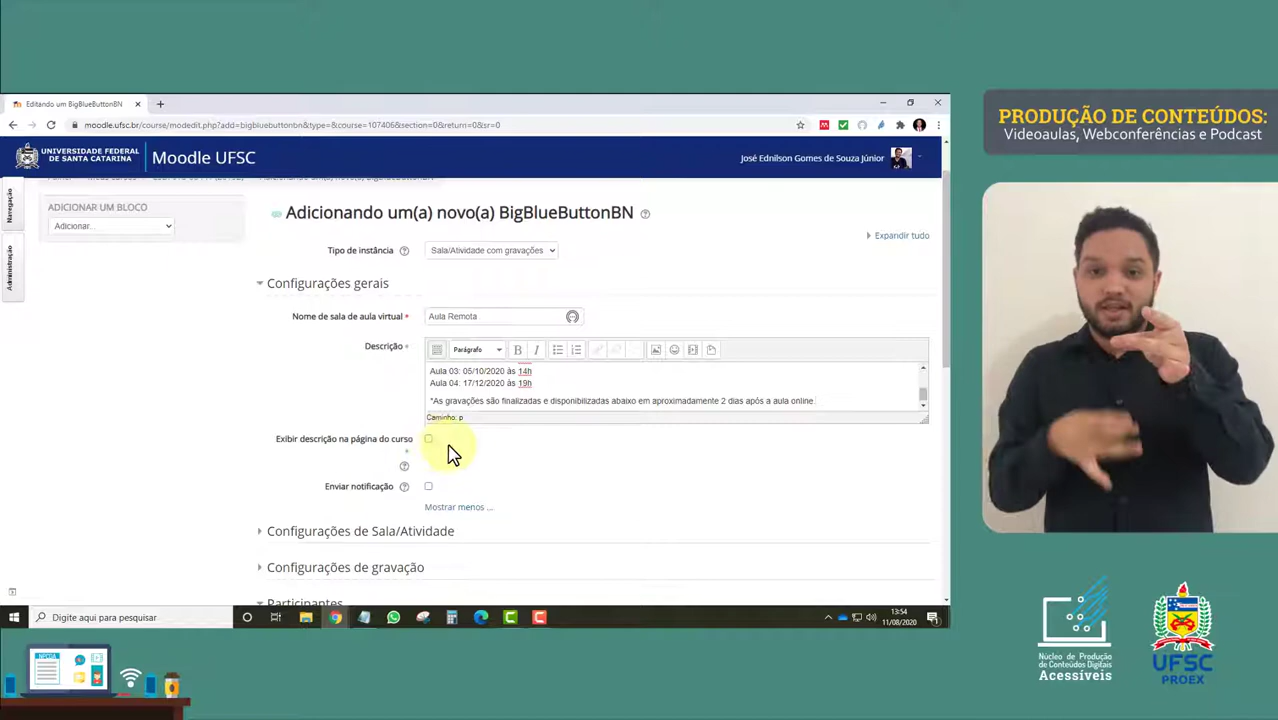 Editando um BigBlueButtonBN
moodle.ufsc.br/course/modedit.php?add=bigbluebuttonbn&type=&course=107406&section=0&return=0&sr=0
UNIVERSIDADE FEDERAL
DE SANTA CATARINA
Moodle UFSC
José Ednilson Gomes de Souza Júnior
PRODUÇÃO DE CONTEÚDOS:
Videoaulas, Webconferências e Podcast
Navegação
Administração
ADICIONAR UM BLOCO
Adicionar...
Adicionando um(a) novo(a) BigBlueButtonBN
Expandir tudo
Tipo de instância
Sala/Atividade com gravações
Configurações gerais
Nome de sala de aula virtual*
Aula Remota
Descrição*
Parágrafo
B I
Aula 03: 05/10/2020 às 14h
Aula 04: 17/12/2020 às 19h
*As gravações são finalizadas e disponibilizadas abaixo em aproximadamente 2 dias após a aula online
Caminho: p
Exibir descrição na página do curso
*
Enviar notificação
Mostrar menos ...
Configurações de Sala/Atividade
Configurações de gravação
Participantes
Digite aqui para pesquisar
13:54
11/08/2020
NPCDA
Núcleo de Produção
de Conteúdos Digitais
Acessíveis
UFSC
PROEX